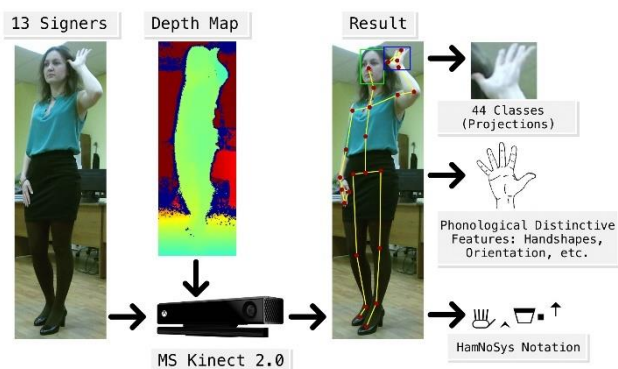 13 Signers
Depth Map
Result
44 Classes
(Projections)
Phonological Distinctive
Features: Handshapes,
Orientation, etc.
MS Kinect 2.0
HamNoSys Notation